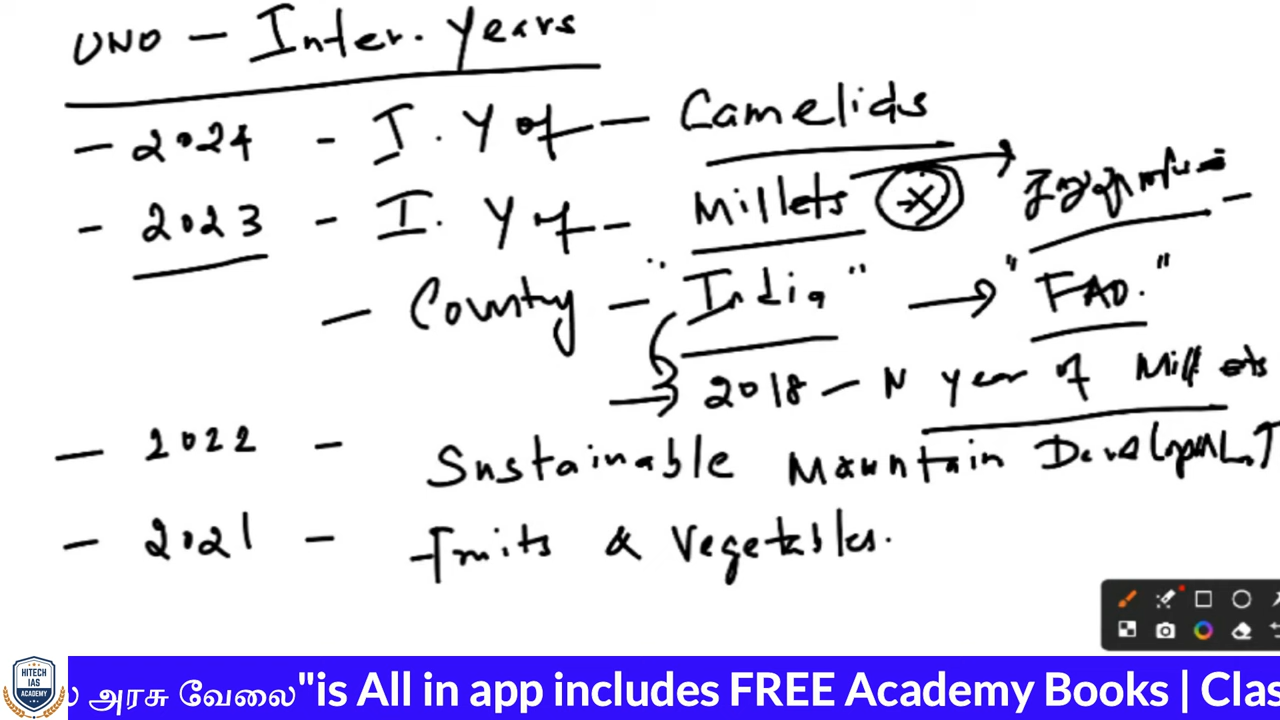 UNO - Inter. Years
- 2024 - I. Y of - Camelids
- 2023 - I. Y of - Millets
- Country - "India" → "FAO."
→ 2018 - N year of Millets
- 2022 - Sustainable Mountain Development
- 2021 - Fruits & Vegetables.
HITECH
IAS
ACADEMY
அரசு வேலை"is All in app includes FREE Academy Books | Clas